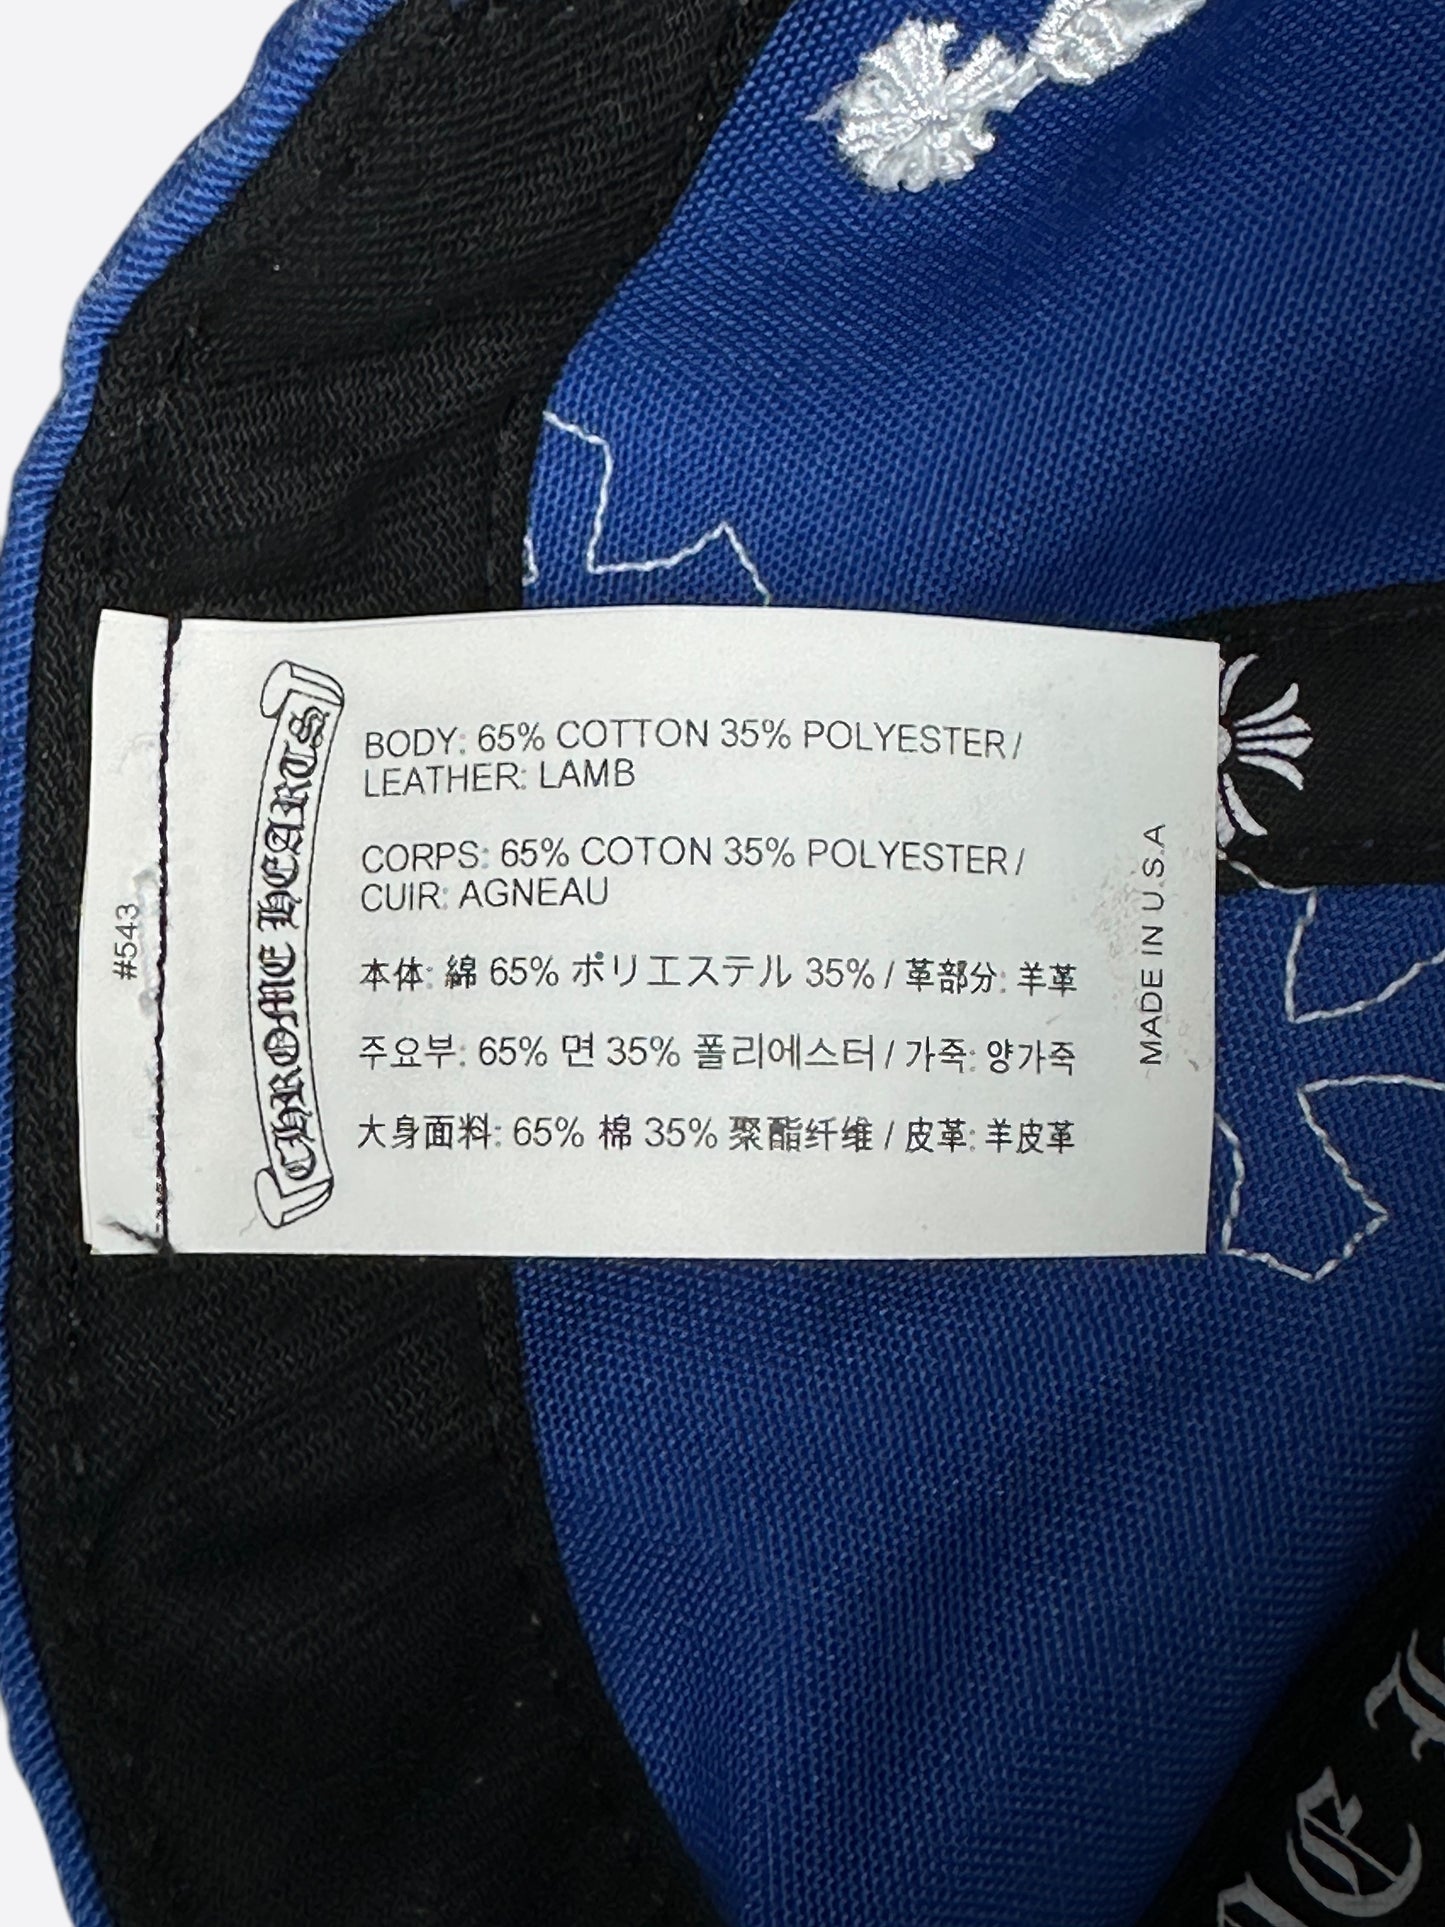 #543
CHROME HEARTS
BODY: 65% COTTON 35% POLYESTER/
LEATHER: LAMB
CORPS: 65% COTON 35% POLYESTER/
CUIR: AGNEAU
本体: 綿 65% ポリエステル 35% / 革部分: 羊革
주요부: 65% 면 35% 폴리에스터 / 가죽: 양가죽
大身面料: 65% 棉 35% 聚酯纤维 / 皮革: 羊皮革
MADE IN U.S.A